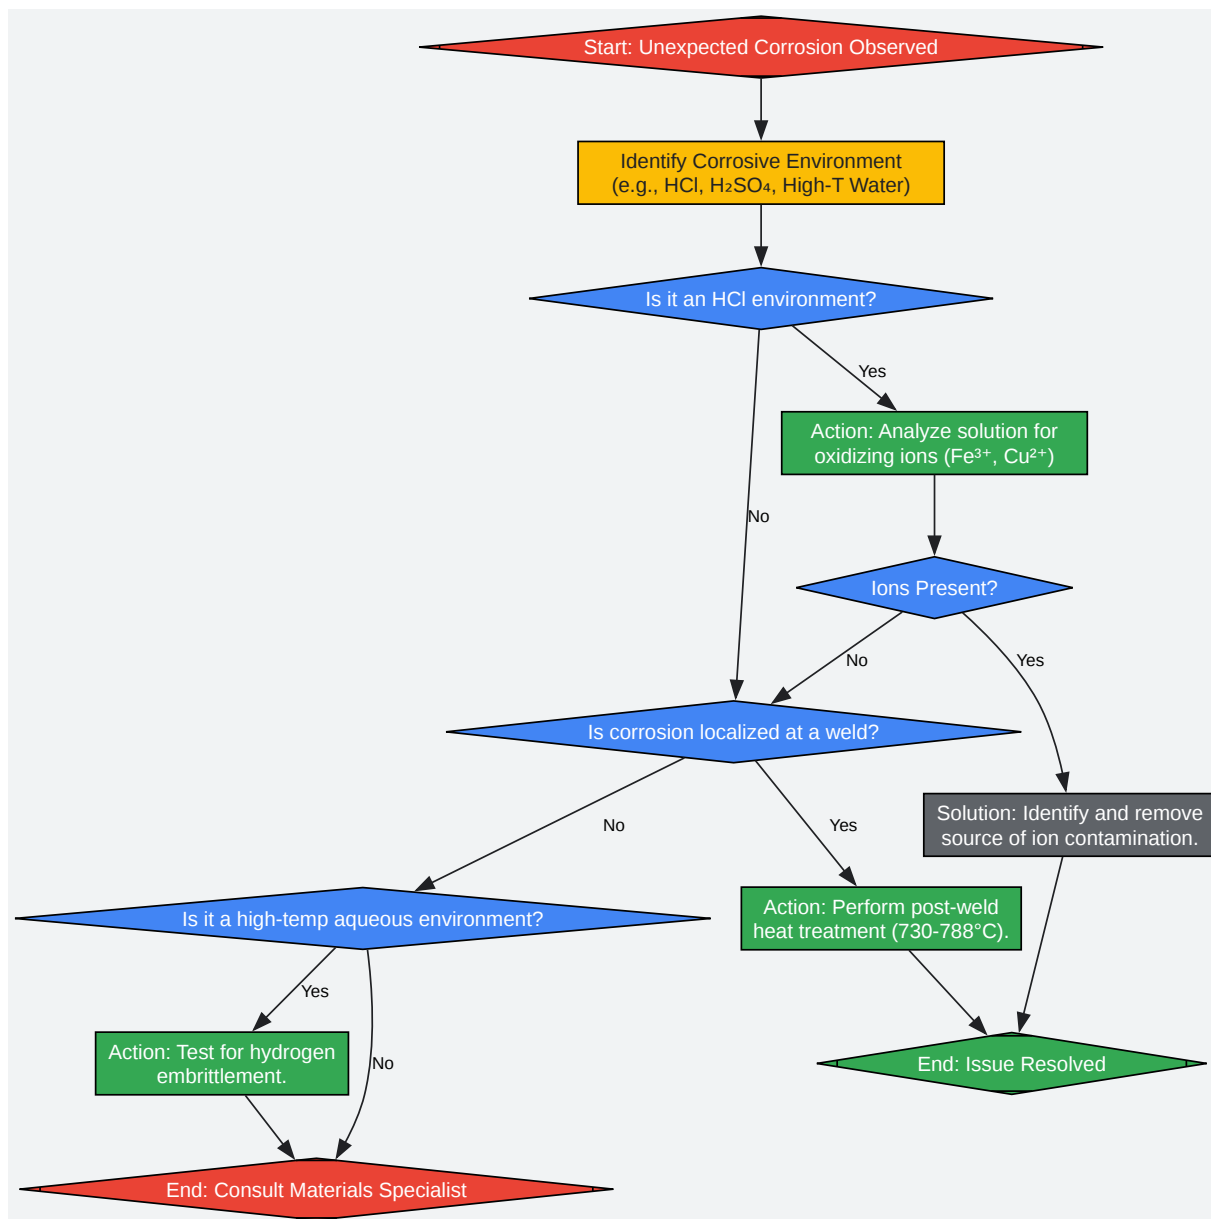 Start: Unexpected Corrosion Observed
Identify Corrosive Environment
(e.g., HCl, H₂SO₄, High-T Water)
Is it an HCl environment?
Yes
Action: Analyze solution for
oxidizing ions (Fe³⁺, Cu²⁺)
No
Ions Present?
No
Yes
Is corrosion localized at a weld?
Solution: Identify and remove
source of ion contamination.
No
Yes
Is it a high-temp aqueous environment?
Action: Perform post-weld
heat treatment (730-788°C).
Yes
Action: Test for hydrogen
embrittlement.
No
End: Issue Resolved
End: Consult Materials Specialist